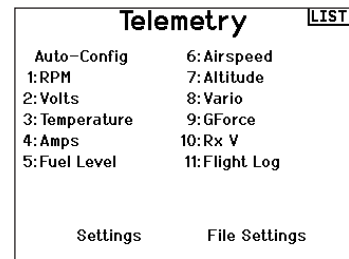 Telemetry
LIST
Auto-Config
1:RPM
2:Volts
3:Temperature
4:Amps
5:Fuel Level
6:Airspeed
7:Altitude
8:Vario
9:GForce
10:Rx V
11:Flight Log
Settings
File Settings